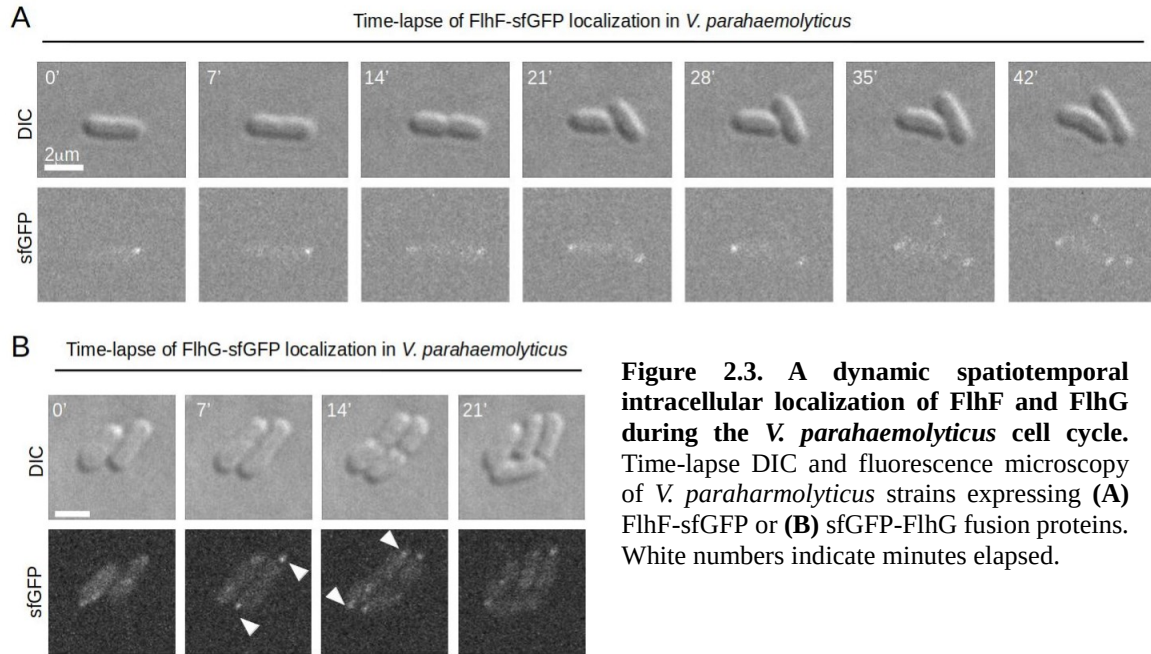 A
Time-lapse of FlhF-sfGFP localization in V. parahaemolyticus
DIC
0'
7'
14'
21'
28'
35'
42'
2μm
sfGFP
B
Time-lapse of FlhG-sfGFP localization in V. parahaemolyticus
DIC
0'
7'
14'
21'
sfGFP
Figure 2.3. A dynamic spatiotemporal
intracellular localization of FlhF and FlhG
during the V. parahaemolyticus cell cycle.
Time-lapse DIC and fluorescence microscopy
of V. paraharmolyticus strains expressing (A)
FlhF-sfGFP or (B) sfGFP-FlhG fusion proteins.
White numbers indicate minutes elapsed.